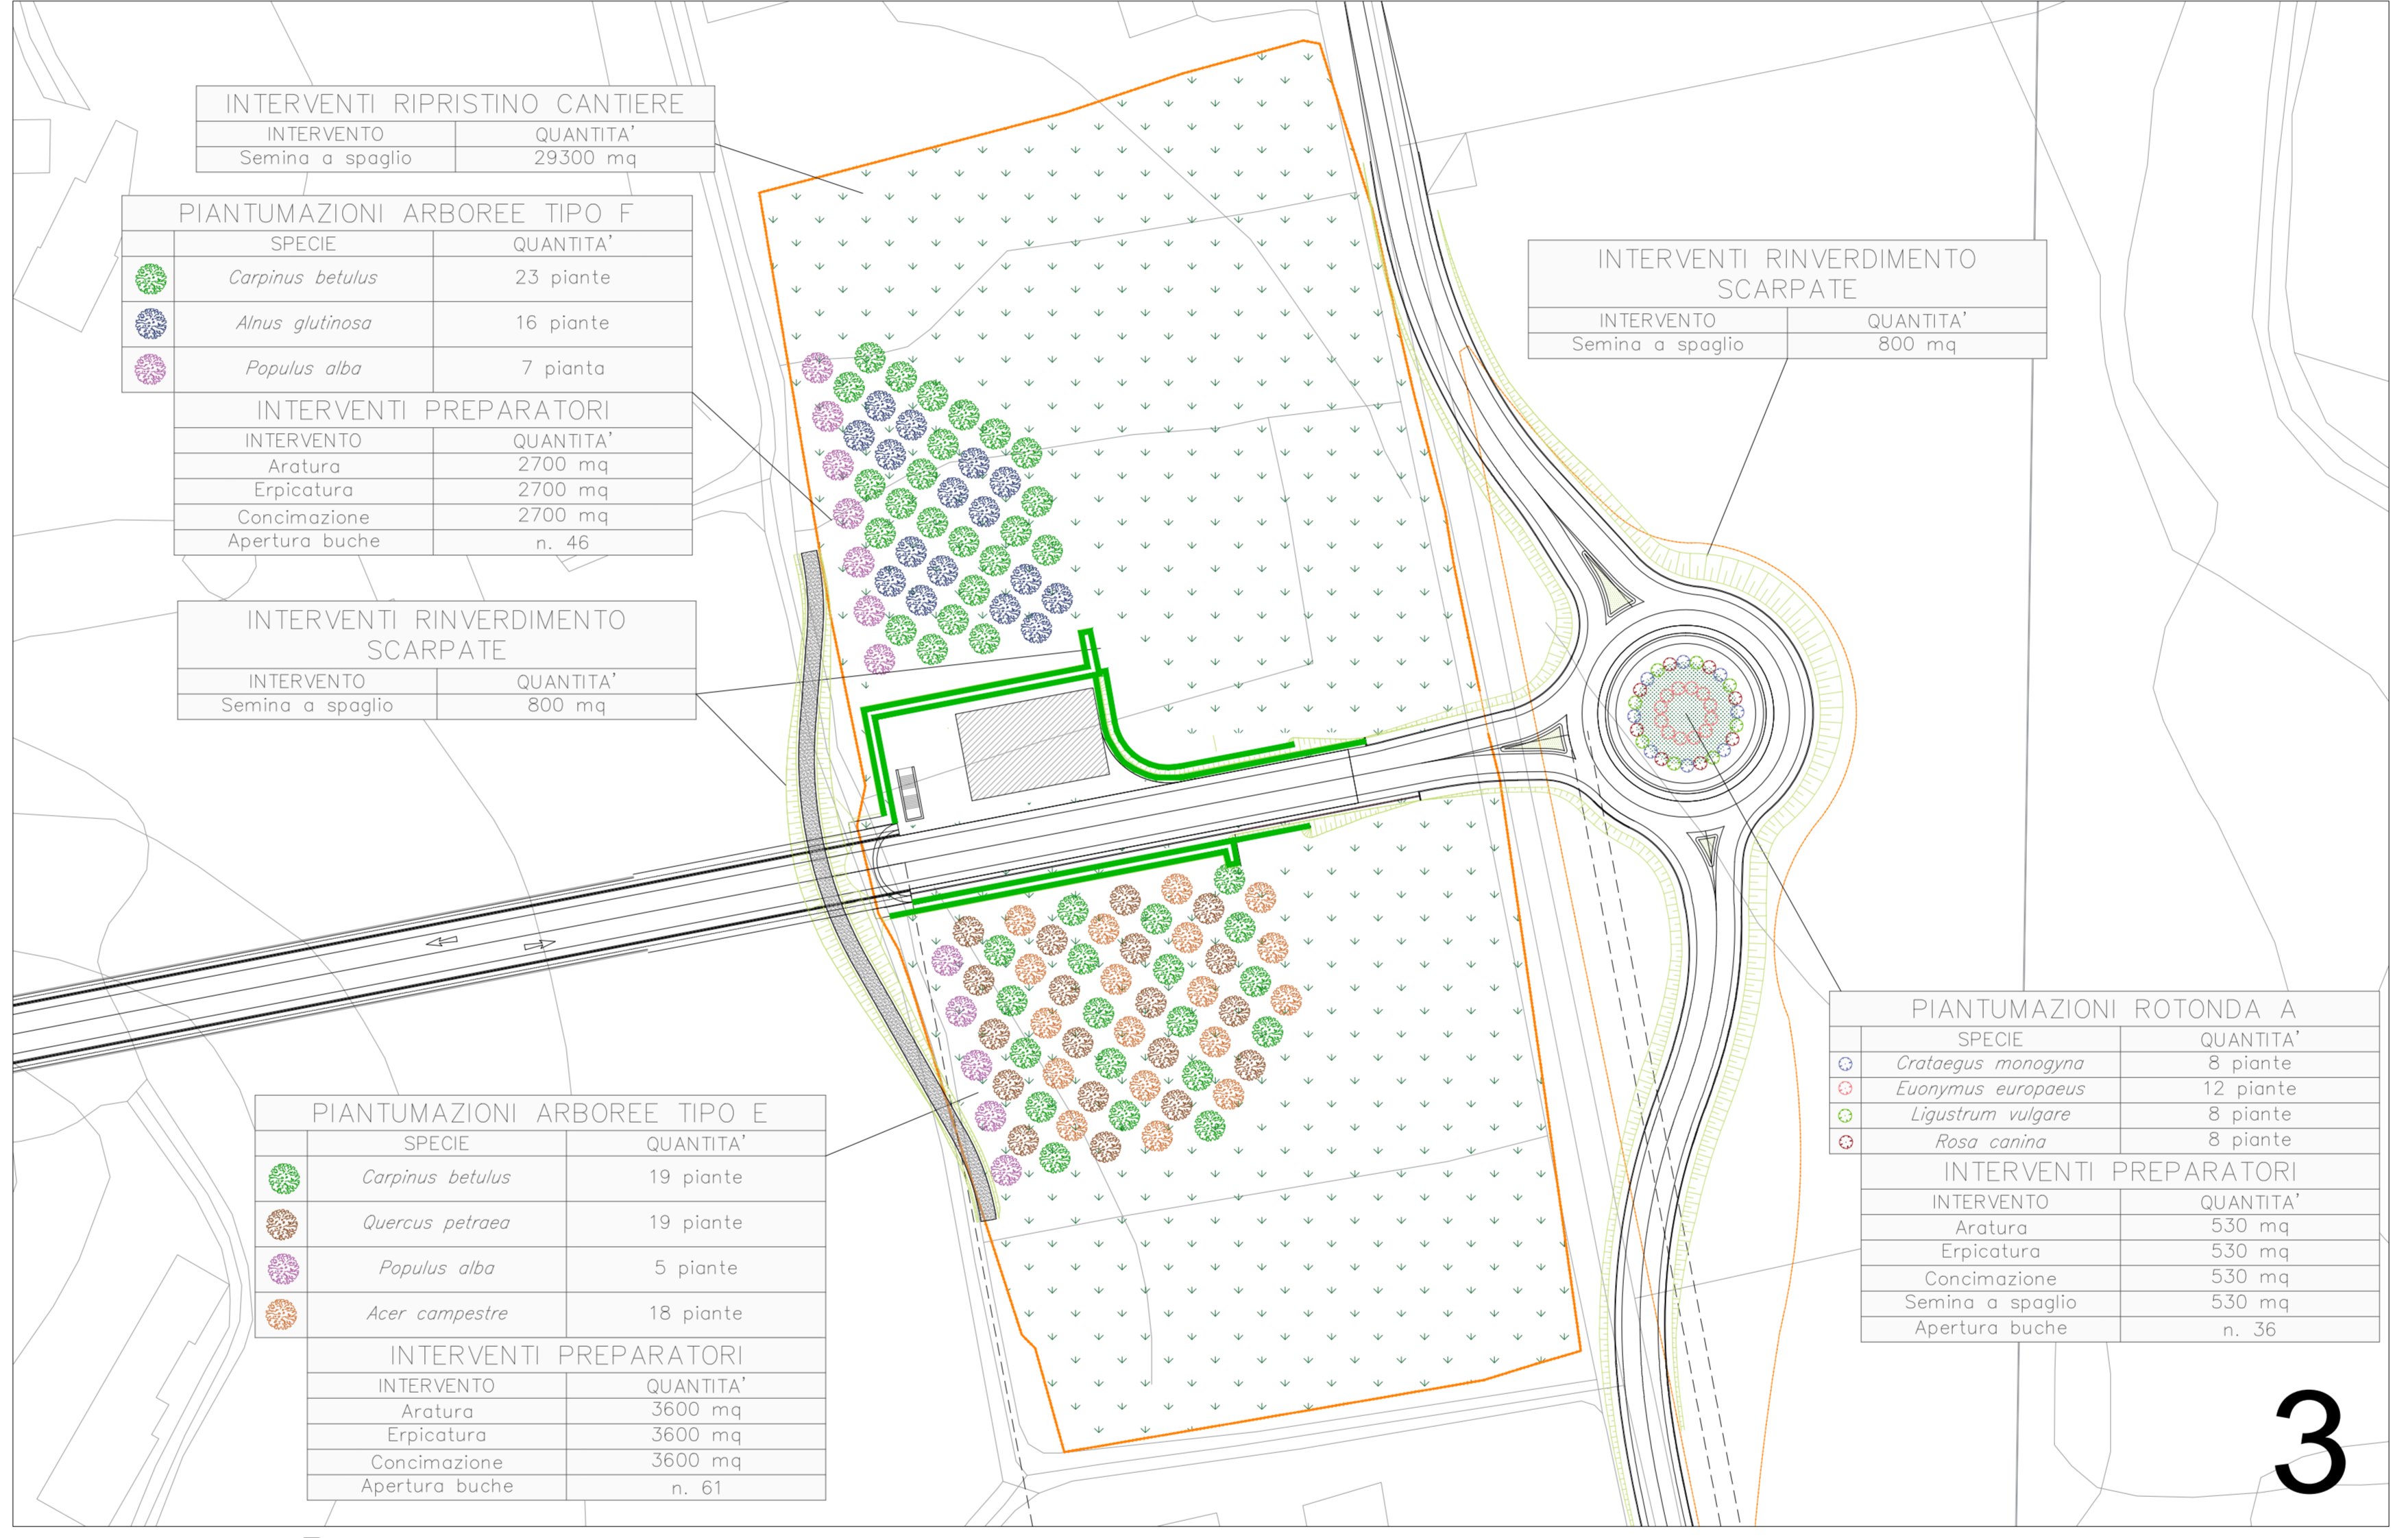 INTERVENTI RIPRISTINO CANTIERE
INTERVENTO QUANTITA'
Semina a spaglio 29300 mq
PIANTUMAZIONI ARBOREE TIPO F
SPECIE QUANTITA'
Carpinus betulus 23 piante
Alnus glutinosa 16 piante
Populus alba 7 pianta
INTERVENTI PREPARATORI
INTERVENTO QUANTITA'
Aratura 2700 mq
Erpicatura 2700 mq
Concimazione 2700 mq
Apertura buche n. 46
INTERVENTI RINVERDIMENTO
SCARPATE
INTERVENTO QUANTITA'
Semina a spaglio 800 mq
INTERVENTI RINVERDIMENTO
SCARPATE
INTERVENTO QUANTITA'
Semina a spaglio 800 mq
PIANTUMAZIONI ARBOREE TIPO E
SPECIE QUANTITA'
Carpinus betulus 19 piante
Quercus petraea 19 piante
Populus alba 5 piante
Acer campestre 18 piante
INTERVENTI PREPARATORI
INTERVENTO QUANTITA'
Aratura 3600 mq
Erpicatura 3600 mq
Concimazione 3600 mq
Apertura buche n. 61
PIANTUMAZIONI ROTONDA A
SPECIE QUANTITA'
Crataegus monogyna 8 piante
Euonymus europaeus 12 piante
Ligustrum vulgare 8 piante
Rosa canina 8 piante
INTERVENTI PREPARATORI
INTERVENTO QUANTITA'
Aratura 530 mq
Erpicatura 530 mq
Concimazione 530 mq
Semina a spaglio 530 mq
Apertura buche n. 36
3